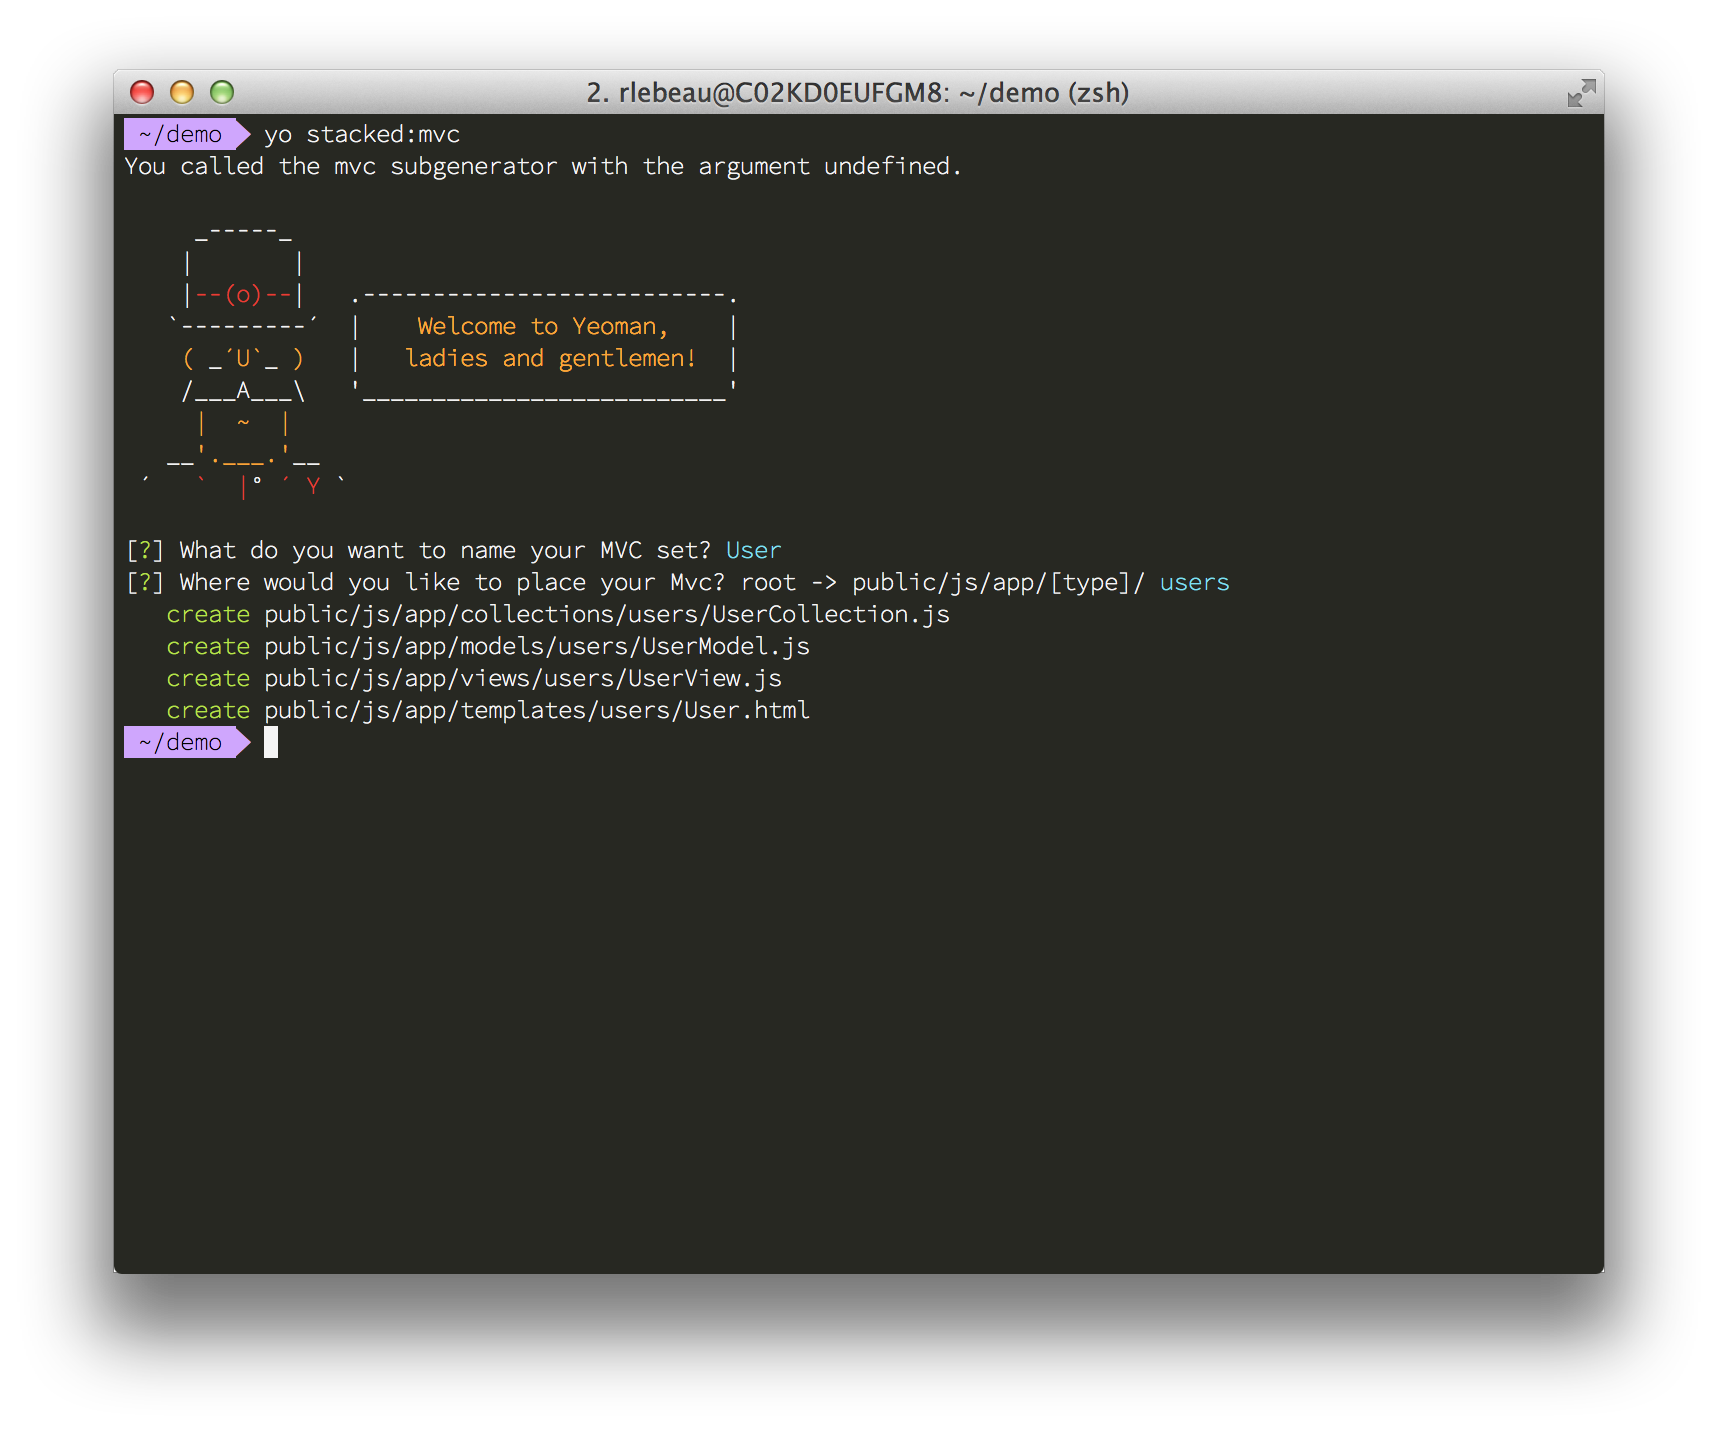 2. rlebeau@C02KD0EUFGM8: ~/demo (zsh)
~/demo yo stacked:mvc
You called the mvc subgenerator with the argument undefined.
     _-----_
    |       |
    |--(o)--|   .--------------------------.
   `---------´  |    Welcome to Yeoman,    |
    ( _´U`_ )   |   ladies and gentlemen!  |
    /___A___\   '__________________________'
     |  ~  |
   __'.___.'__
 ´   `  |° ´ Y `
[?] What do you want to name your MVC set? User
[?] Where would you like to place your Mvc? root -> public/js/app/[type]/ users
   create public/js/app/collections/users/UserCollection.js
   create public/js/app/models/users/UserModel.js
   create public/js/app/views/users/UserView.js
   create public/js/app/templates/users/User.html
~/demo